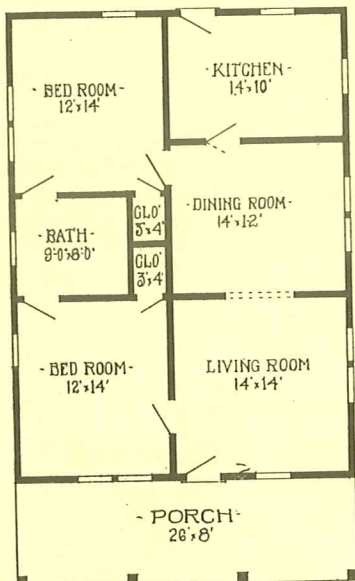 - BED ROOM -
12'x14'
- KITCHEN -
14'x10'
- DINING ROOM -
14'x12'
CLO'
3'x4'
- BATH -
9'-0"x8'-0"
CLO'
3'x4'
- BED ROOM -
12'x14'
LIVING ROOM
14'x14'
- PORCH -
26'x8'